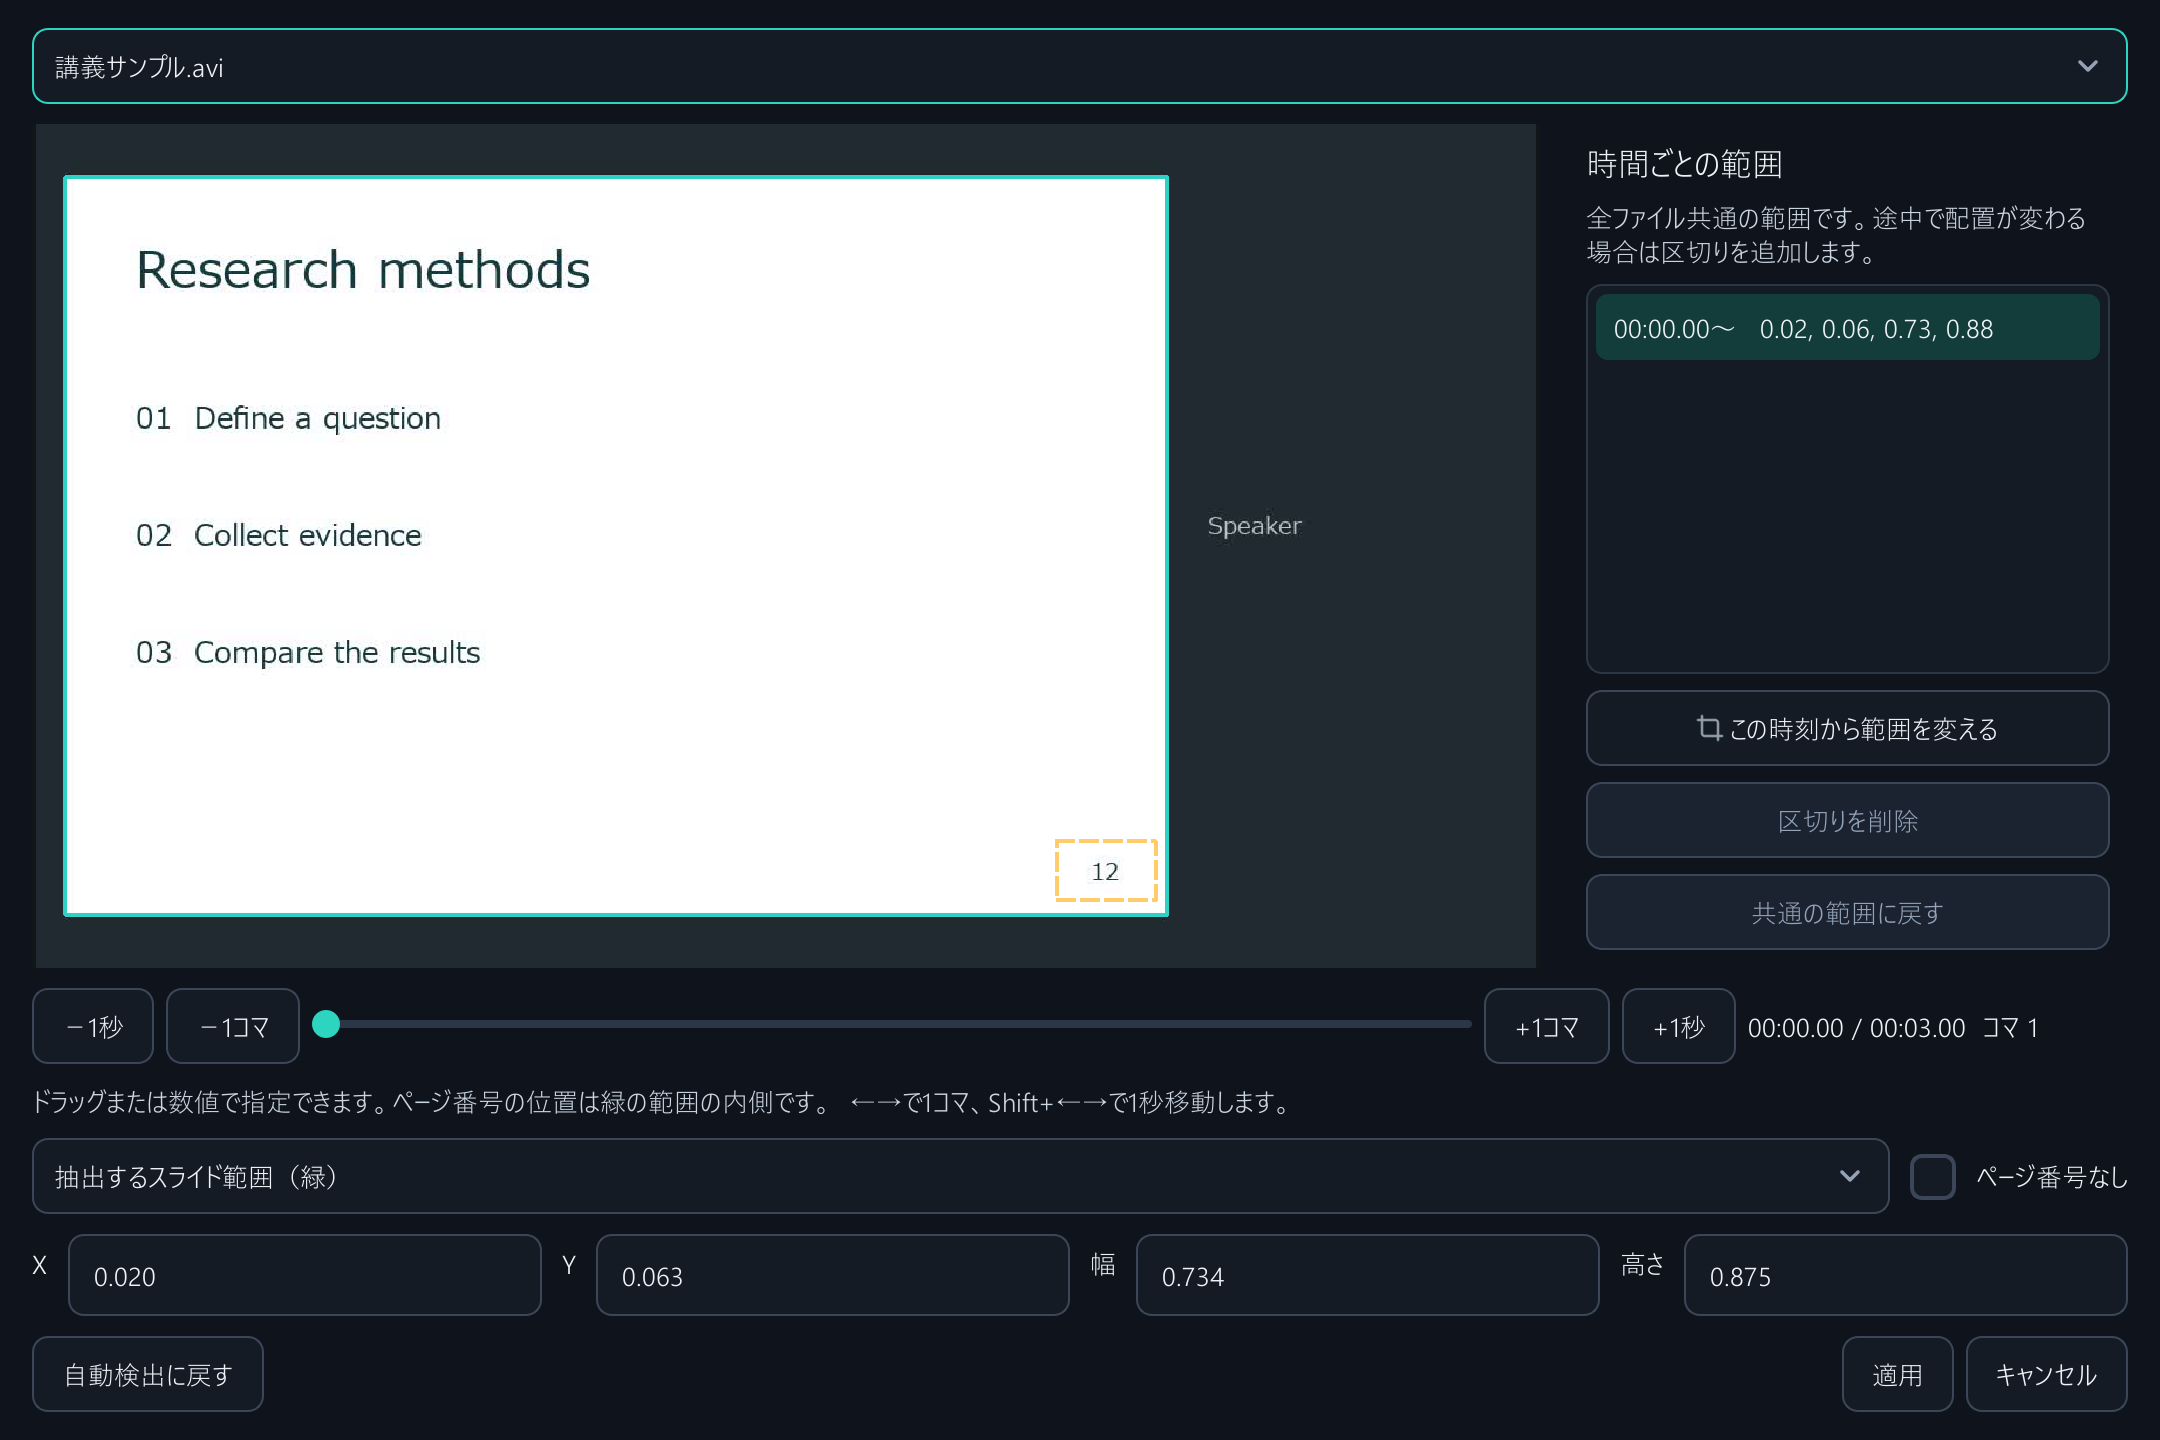 講義サンプル.avi
Research methods
01 Define a question
02 Collect evidence
03 Compare the results
12
Speaker
時間ごとの範囲
全ファイル共通の範囲です。途中で配置が変わる
場合は区切りを追加します。
00:00.00～ 0.02, 0.06, 0.73, 0.88
この時刻から範囲を変える
区切りを削除
共通の範囲に戻す
－1秒
－1コマ
+1コマ
+1秒
00:00.00 / 00:03.00 コマ 1
ドラッグまたは数値で指定できます。ページ番号の位置は緑の範囲の内側です。 ←→で1コマ、Shift+←→で1秒移動します。
抽出するスライド範囲（緑）
ページ番号なし
X 0.020 Y 0.063 幅 0.734 高さ 0.875
自動検出に戻す
適用
キャンセル